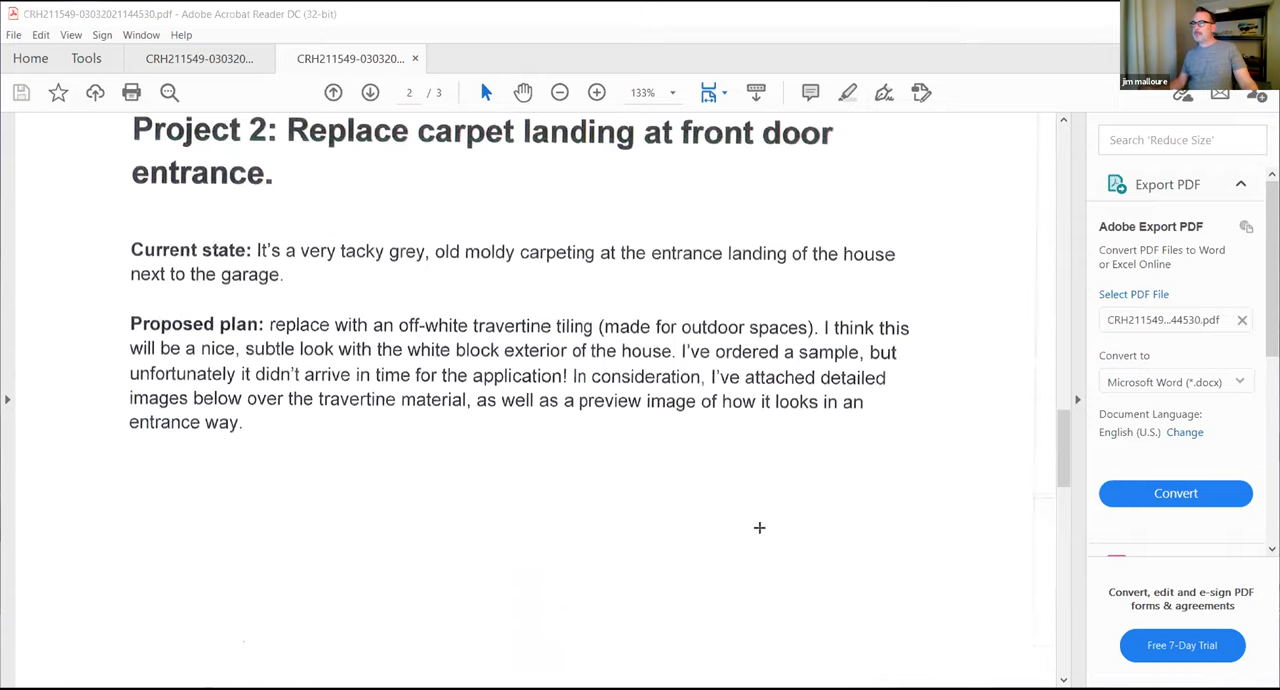 CRH211549-03032021144530.pdf - Adobe Acrobat Reader DC (32-bit)
File Edit View Sign Window Help
Home Tools CRH211549-030320... CRH211549-030320... ×
2 / 133%
jim malloure
Project 2: Replace carpet landing at front door
entrance.
Current state: It's a very tacky grey, old moldy carpeting at the entrance landing of the house
next to the garage.
Proposed plan: replace with an off-white travertine tiling (made for outdoor spaces). I think this
will be a nice, subtle look with the white block exterior of the house. I've ordered a sample, but
unfortunately it didn't arrive in time for the application! In consideration, I've attached detailed
images below over the travertine material, as well as a preview image of how it looks in an
entrance way.
Search 'Reduce Size'
Export PDF
Adobe Export PDF
Convert PDF Files to Word
or Excel Online
Select PDF File
CRH211549...44530.pdf
Convert to
Microsoft Word (*.docx)
Document Language:
English (U.S.) Change
Convert
Convert, edit and e-sign PDF
forms & agreements
Free 7-Day Trial